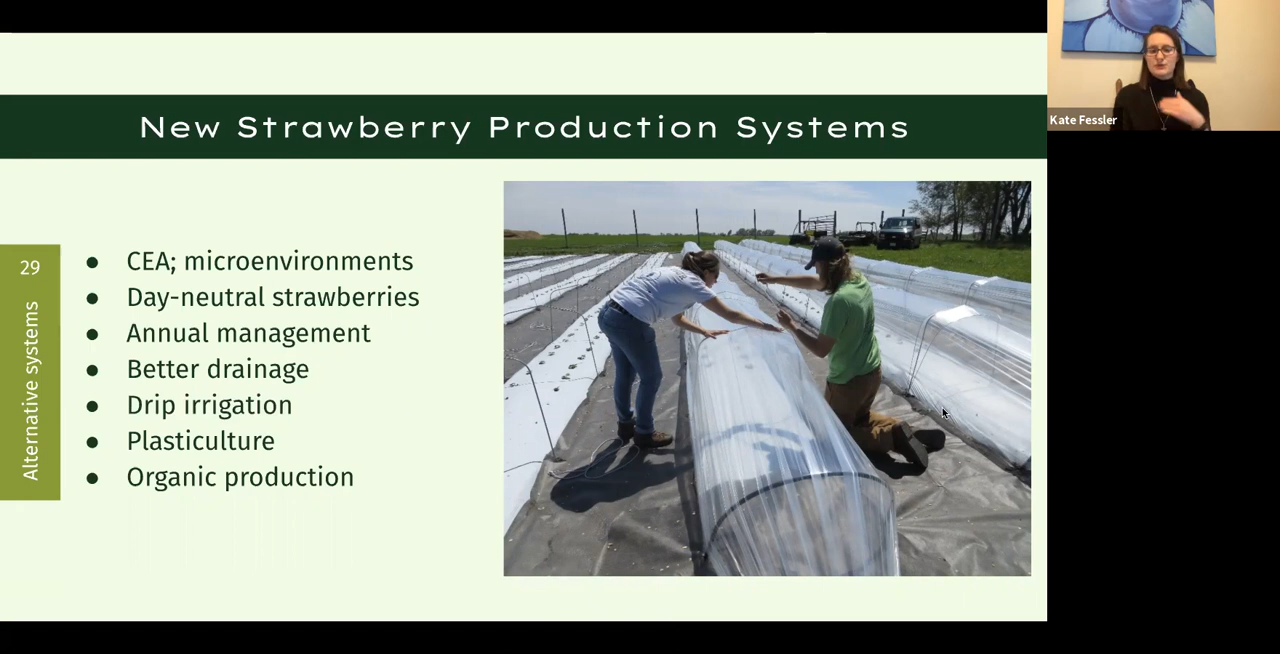 New Strawberry Production Systems
29
Alternative systems
● CEA; microenvironments
● Day-neutral strawberries
● Annual management
● Better drainage
● Drip irrigation
● Plasticulture
● Organic production
Kate Fessler